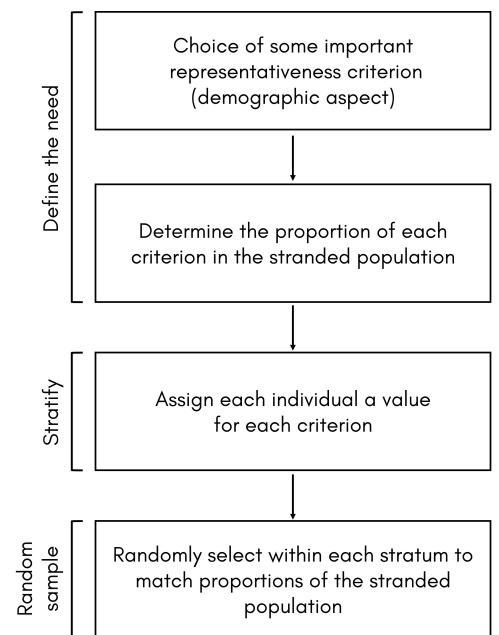 Define the need
Choice of some important
representativeness criterion
(demographic aspect)
Determine the proportion of each
criterion in the stranded population
Stratify
Assign each individual a value
for each criterion
Random
sample
Randomly select within each stratum to
match proportions of the stranded
population